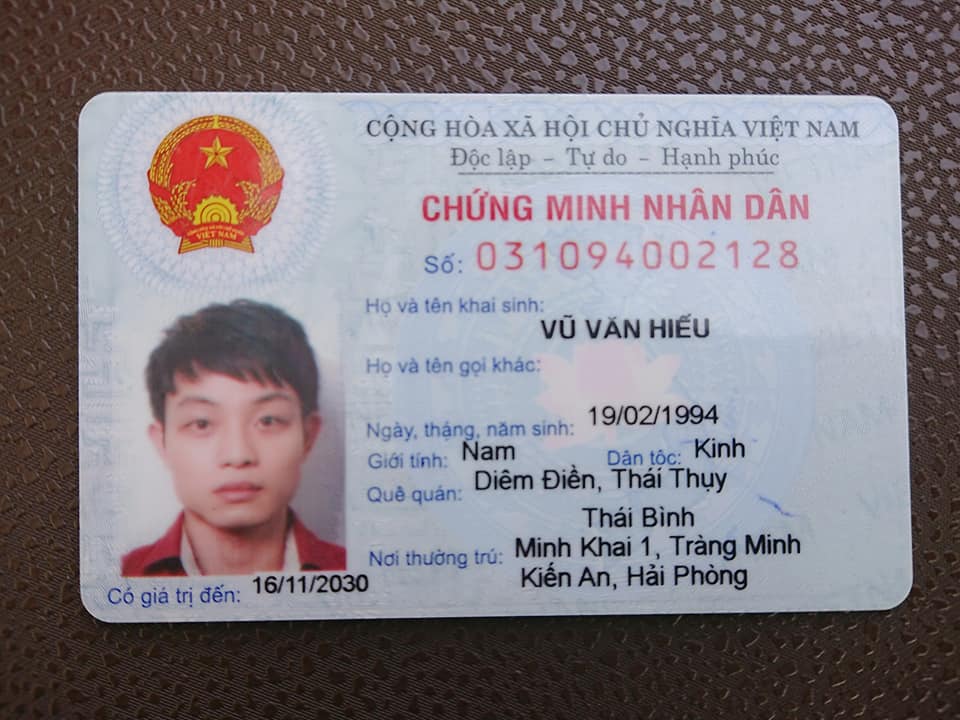 CỘNG HÒA XÃ HỘI CHỦ NGHĨA VIỆT NAM
Độc lập - Tự do - Hạnh phúc
CHỨNG MINH NHÂN DÂN
Số: 031094002128
Họ và tên khai sinh:
VŨ VĂN HIẾU
Họ và tên gọi khác:
Ngày, tháng, năm sinh: 19/02/1994
Giới tính: Nam Dân tộc: Kinh
Quê quán: Diêm Điền, Thái Thụy
Thái Bình
Nơi thường trú: Minh Khai 1, Tràng Minh
Kiến An, Hải Phòng
Có giá trị đến: 16/11/2030
VIỆT NAM